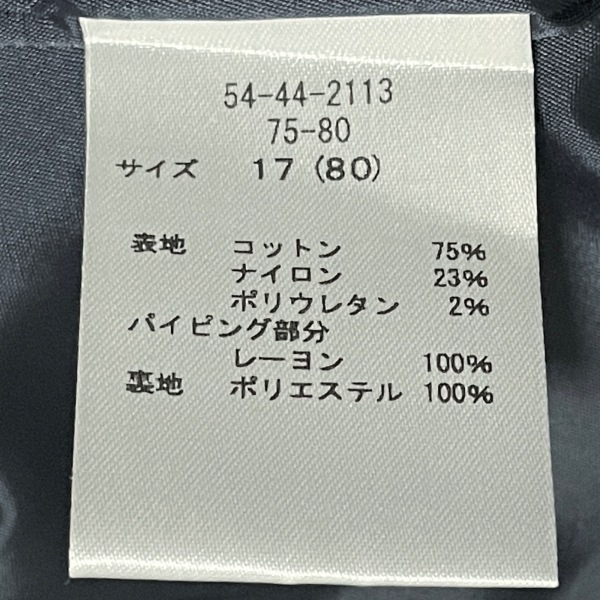 54-44-2113
75-80
サイズ 17 (80)
表地 コットン 75%
ナイロン 23%
ポリウレタン 2%
パイピング部分
レーヨン 100%
裏地 ポリエステル 100%